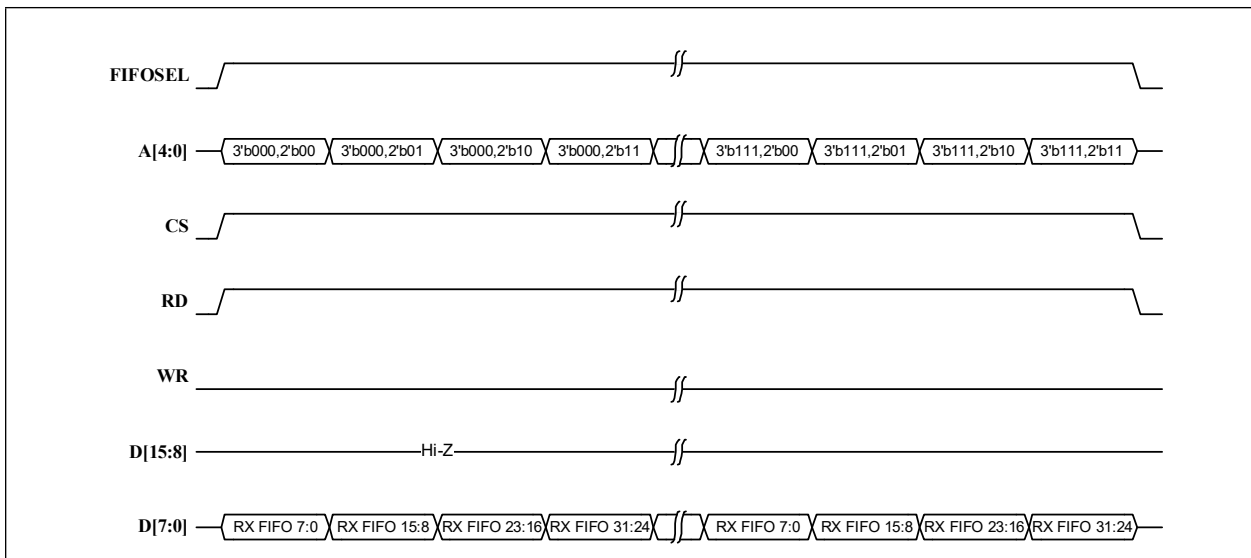 FIFOSEL
A[4:0] 3'b000,2'b00 3'b000,2'b01 3'b000,2'b10 3'b000,2'b11 3'b111,2'b00 3'b111,2'b01 3'b111,2'b10 3'b111,2'b11
CS
RD
WR
D[15:8] Hi-Z
D[7:0] RX FIFO 7:0 RX FIFO 15:8 RX FIFO 23:16 RX FIFO 31:24 RX FIFO 7:0 RX FIFO 15:8 RX FIFO 23:16 RX FIFO 31:24